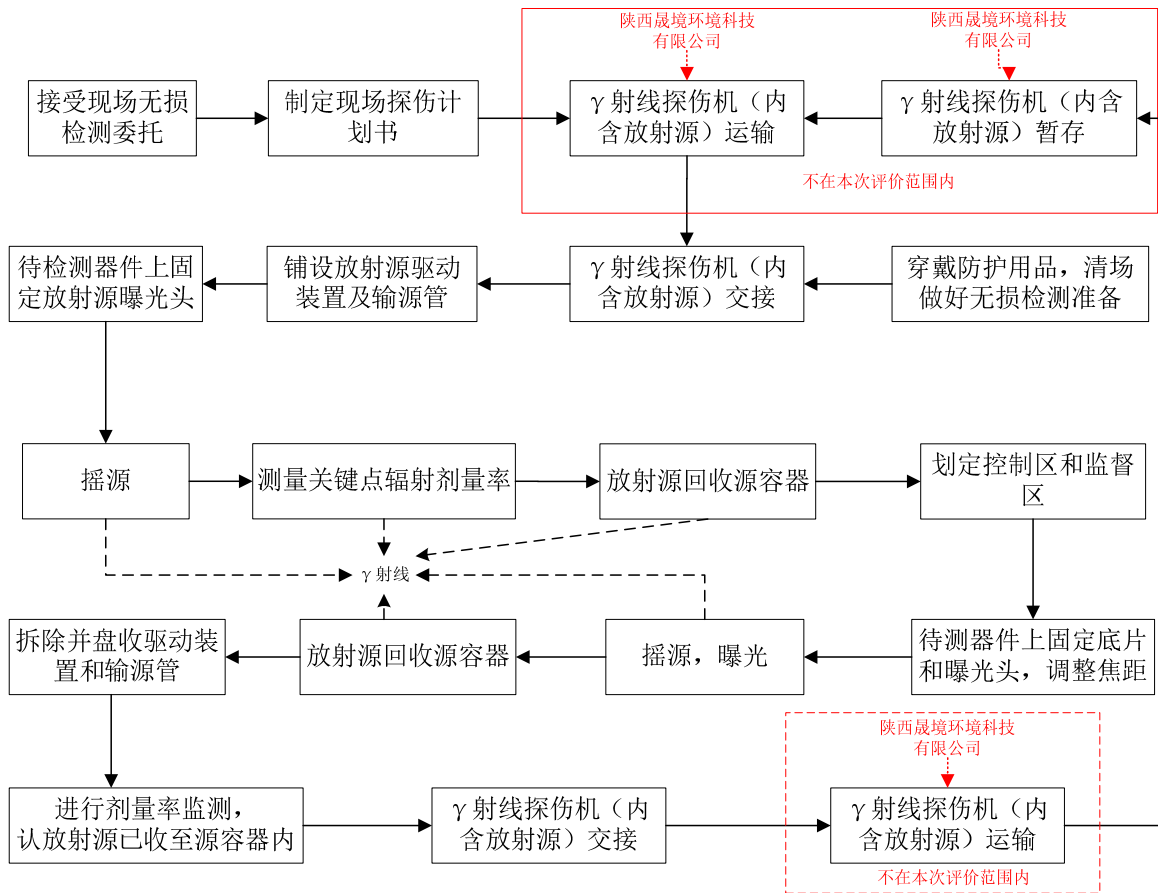 陕西晟境环境科技
有限公司
陕西晟境环境科技
有限公司
接受现场无损
检测委托
制定现场探伤计
划书
γ射线探伤机（内
含放射源）运输
γ射线探伤机（内含
放射源）暂存
不在本次评价范围内
待检测器件上固
定放射源曝光头
铺设放射源驱动
装置及输源管
γ射线探伤机（内
含放射源）交接
穿戴防护用品，清场
做好无损检测准备
摇源
测量关键点辐射剂量率
放射源回收源容器
划定控制区和监督
区
γ射线
拆除并盘收驱动装
置和输源管
放射源回收源容器
摇源，曝光
待测器件上固定底片
和曝光头，调整焦距
陕西晟境环境科技
有限公司
进行剂量率监测，
认放射源已收至源容器内
γ射线探伤机（内
含放射源）交接
γ射线探伤机（内
含放射源）运输
不在本次评价范围内